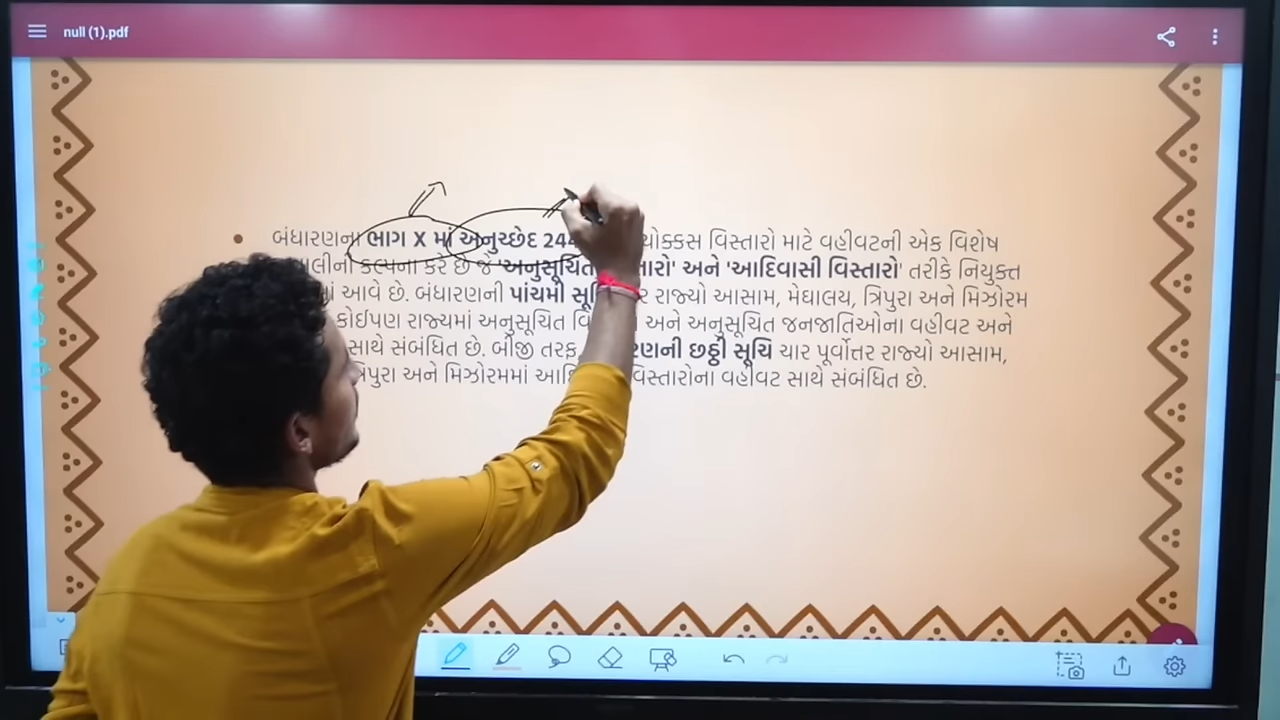 null (1).pdf
બંધારણના ભાગ X માં અનુચ્છેદ 244 ચોક્કસ વિસ્તારો માટે વહીવટની એક વિશેષ
કલ્પના કરે છે જે 'અનુસૂચિત અને 'આદિવાસી વિસ્તારો' તરીકે નિયુક્ત
આવે છે. બંધારણની પાંચમી રાજ્યો આસામ, મેઘાલય, ત્રિપુરા અને મિઝોરમ
કોઈપણ રાજ્યમાં અનુસૂચિત અને અનુસૂચિત જનજાતિઓના વહીવટ અને
સાથે સંબંધિત છે. બીજી તરફ છઠ્ઠી સૂચિ ચાર પૂર્વોત્તર રાજ્યો આસામ,
ત્રિપુરા અને મિઝોરમમાં વિસ્તારોના વહીવટ સાથે સંબંધિત છે.